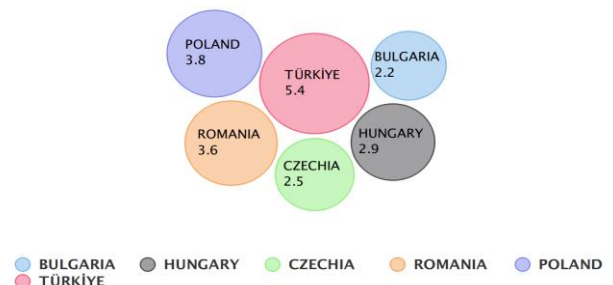 POLAND
3.8
TÜRKİYE
5.4
BULGARIA
2.2
ROMANIA
3.6
HUNGARY
2.9
CZECHIA
2.5
BULGARIA HUNGARY CZECHIA ROMANIA POLAND
TÜRKİYE